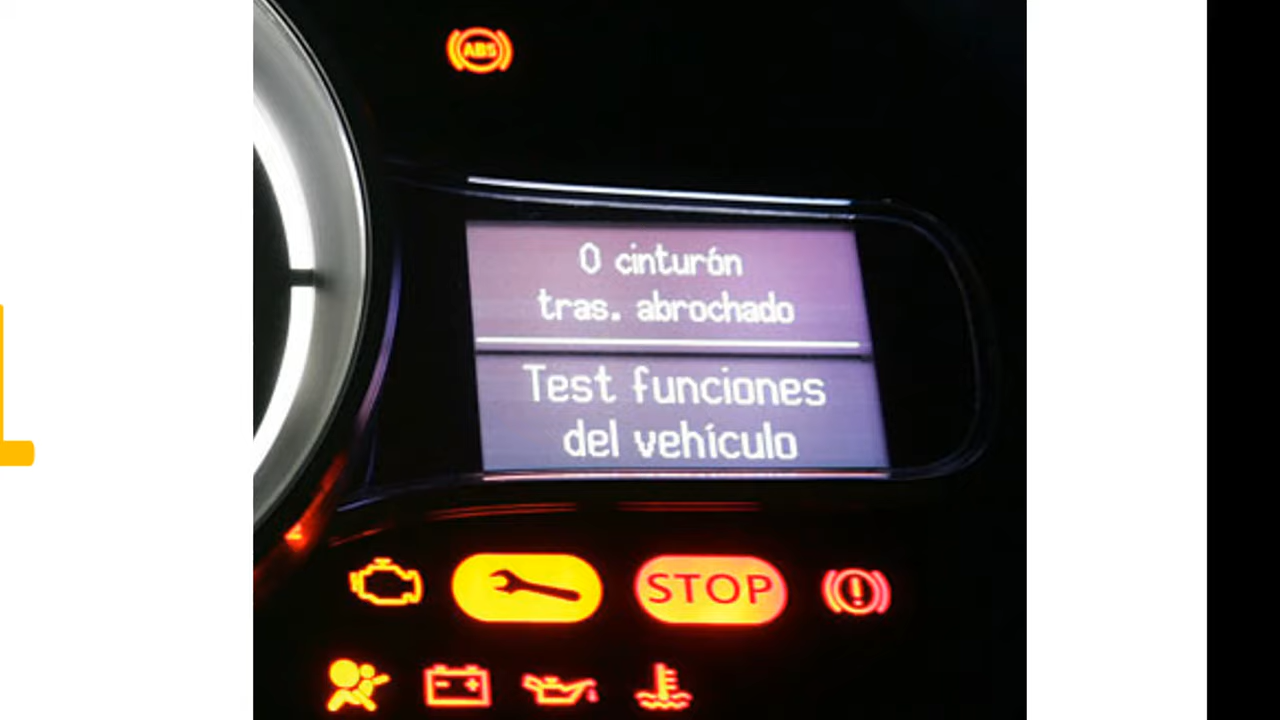 ABS
0 cinturón
tras. abrochado
Test funciones
del vehículo
STOP